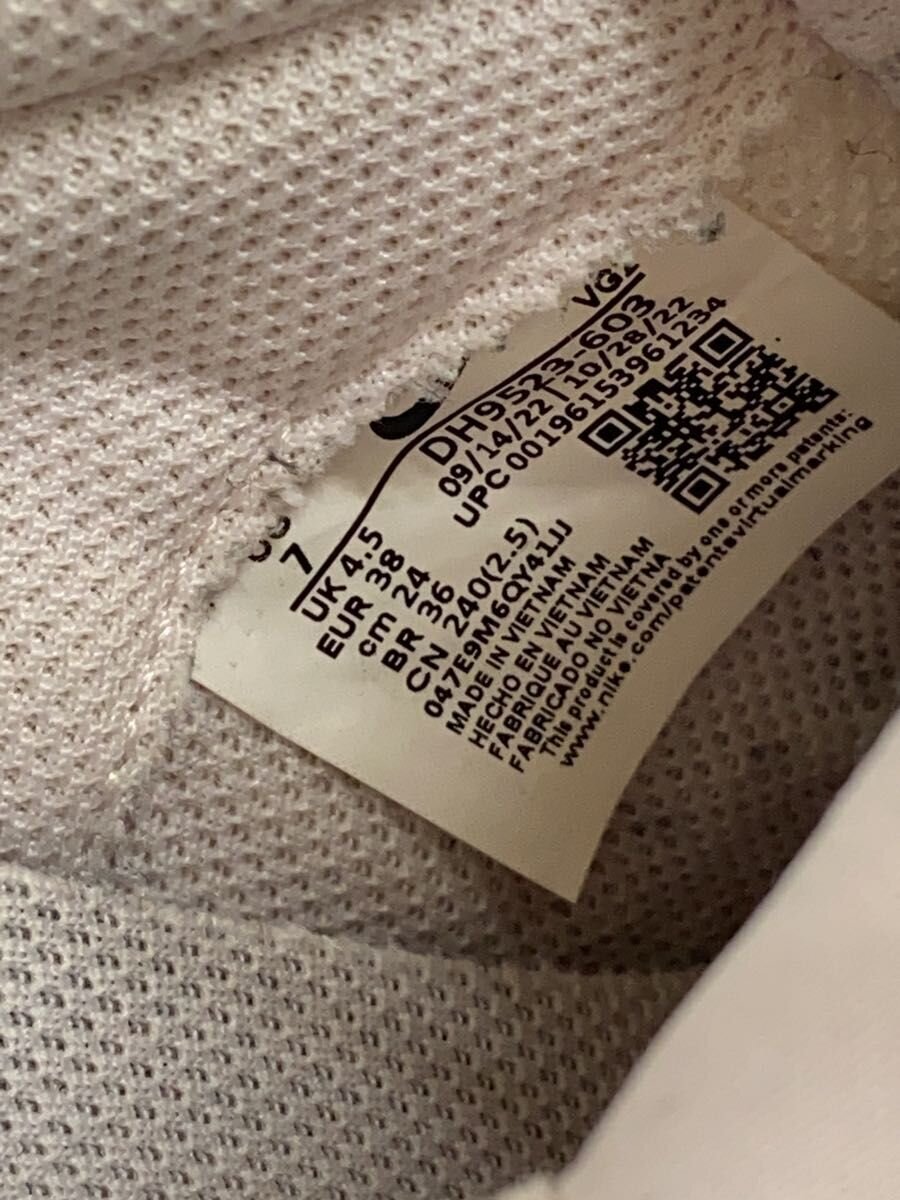 VG
DH9523-603
09/14/22 | 10/28/22
UPC 00196153961234
7
UK 4.5
EUR 38
cm 24
BR 36
CN 240(2.5)
047E9M6QY41JJ
MADE IN VIETNAM
HECHO EN VIETNAM
FABRIQUE AU VIETNAM
FABRICADO NO VIETNA
This product is covered by one or more patents:
www.nike.com/patentsvirtualmarking